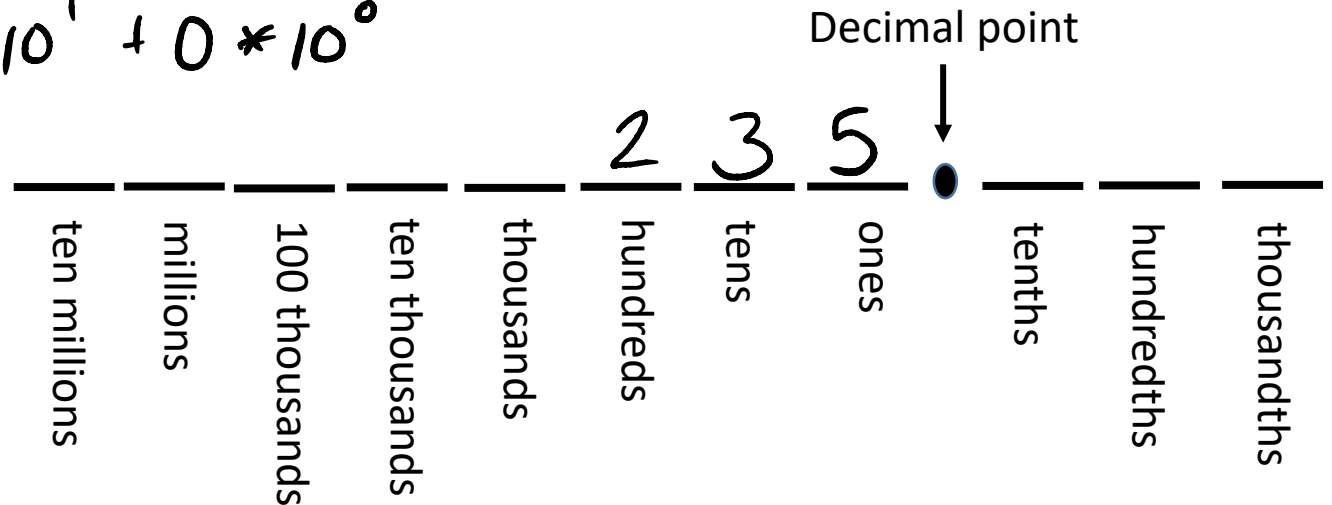 10¹ + 0 * 10⁰
Decimal point
2 3 5
ten millions
millions
100 thousands
ten thousands
thousands
hundreds
tens
ones
tenths
hundredths
thousandths